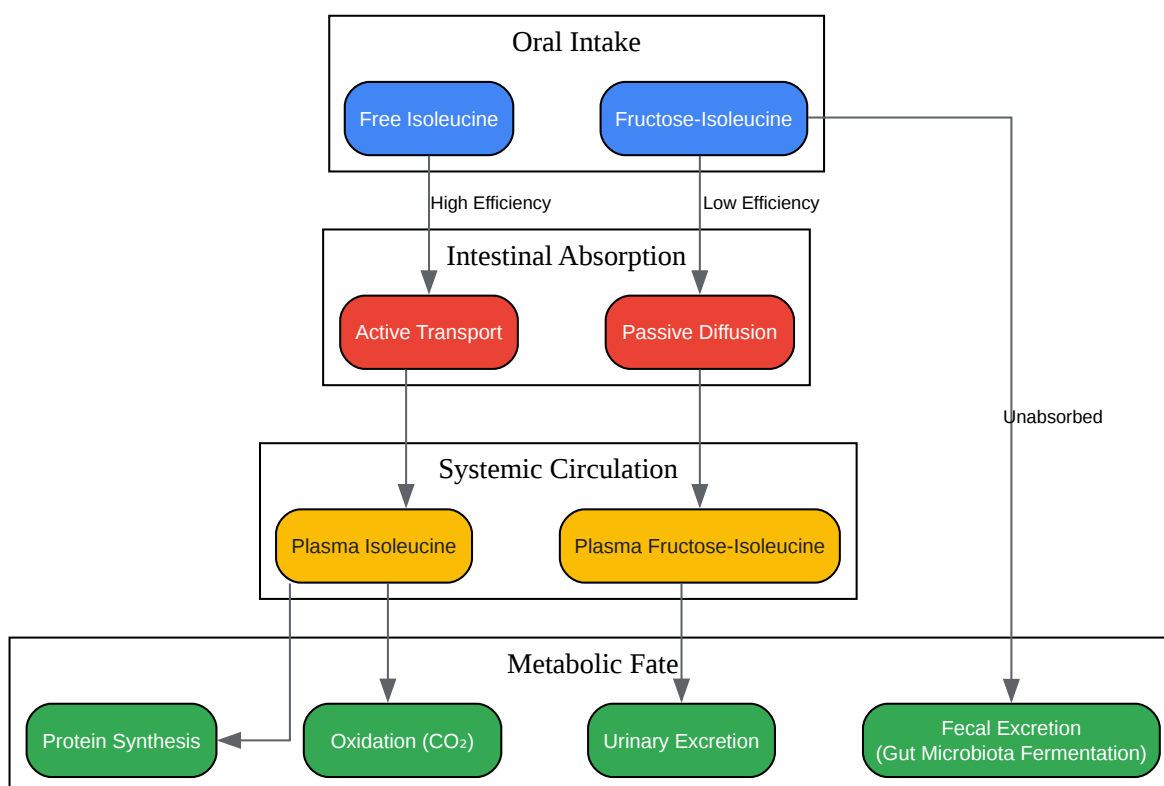 Oral Intake
Free Isoleucine
Fructose-Isoleucine
High Efficiency
Low Efficiency
Intestinal Absorption
Active Transport
Passive Diffusion
Unabsorbed
Systemic Circulation
Plasma Isoleucine
Plasma Fructose-Isoleucine
Metabolic Fate
Protein Synthesis
Oxidation (CO₂)
Urinary Excretion
Fecal Excretion
(Gut Microbiota Fermentation)